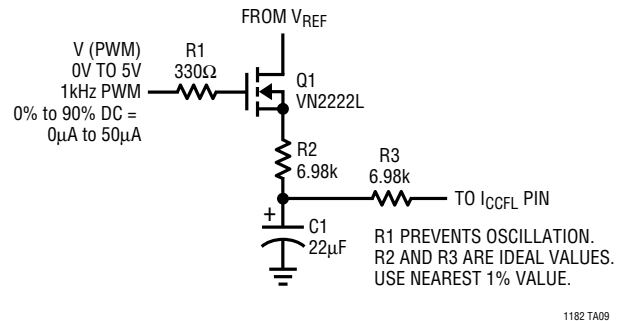 FROM VREF
V (PWM)
0V TO 5V
1kHz PWM
0% to 90% DC =
0µA to 50µA
R1
330Ω
Q1
VN2222L
R2
6.98k
R3
6.98k
TO ICCFL PIN
+
C1
22µF
R1 PREVENTS OSCILLATION.
R2 AND R3 ARE IDEAL VALUES.
USE NEAREST 1% VALUE.
1182 TA09